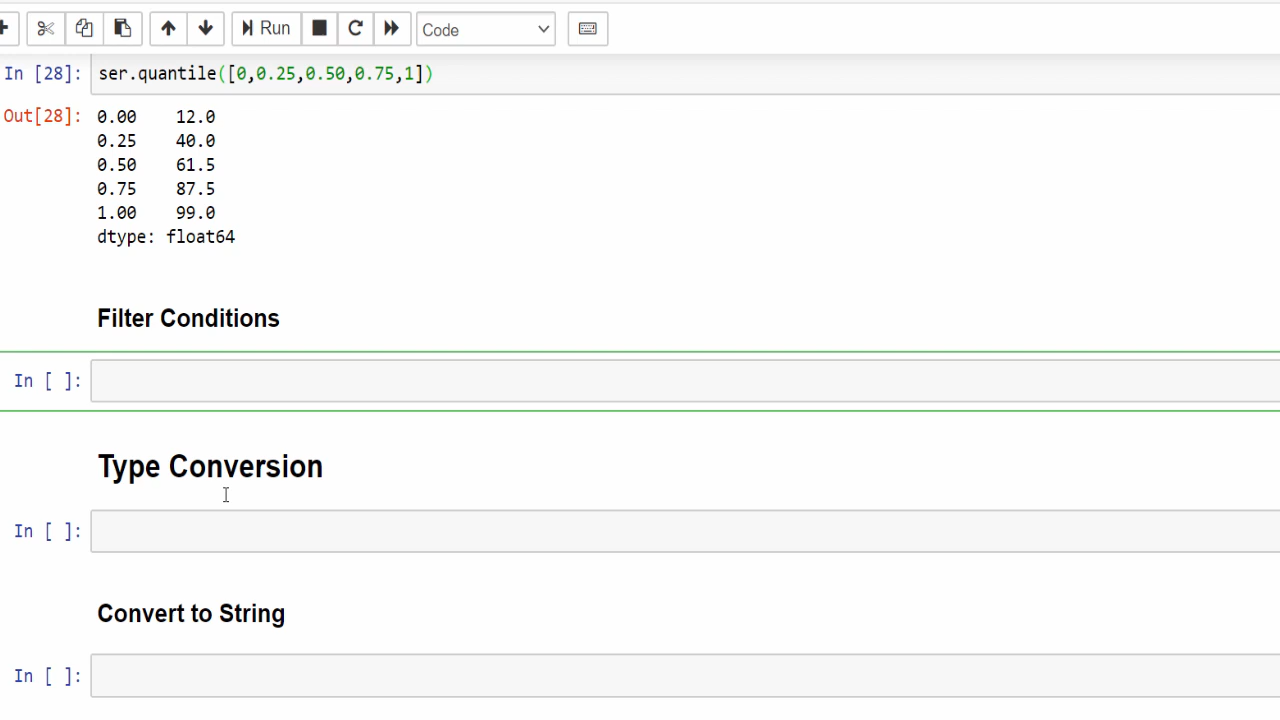 Run
Code
In [28]: ser.quantile([0,0.25,0.50,0.75,1])
Out[28]: 0.00 12.0
0.25 40.0
0.50 61.5
0.75 87.5
1.00 99.0
dtype: float64
Filter Conditions
In [ ]:
Type Conversion
In [ ]:
Convert to String
In [ ]: